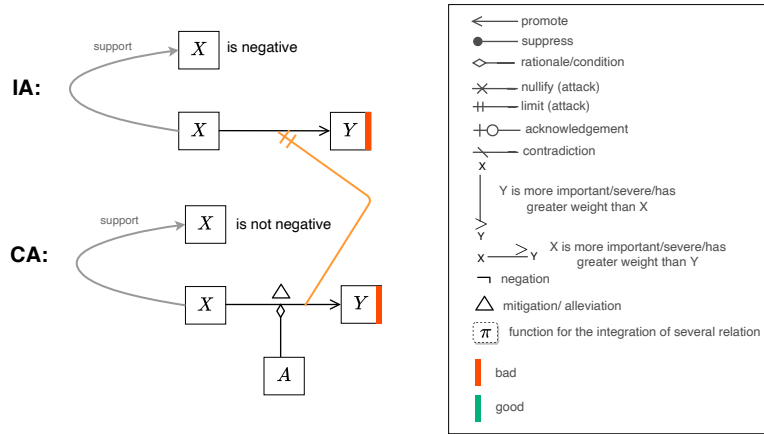 support
X is negative
IA:
X
Y
support
X is not negative
CA:
X
Y
A
promote
suppress
rationale/condition
nullify (attack)
limit (attack)
acknowledgement
contradiction
X
Y is more important/severe/has
greater weight than X
Y
X
Y
X is more important/severe/has
greater weight than Y
negation
mitigation/ alleviation
π
function for the integration of several relation
bad
good